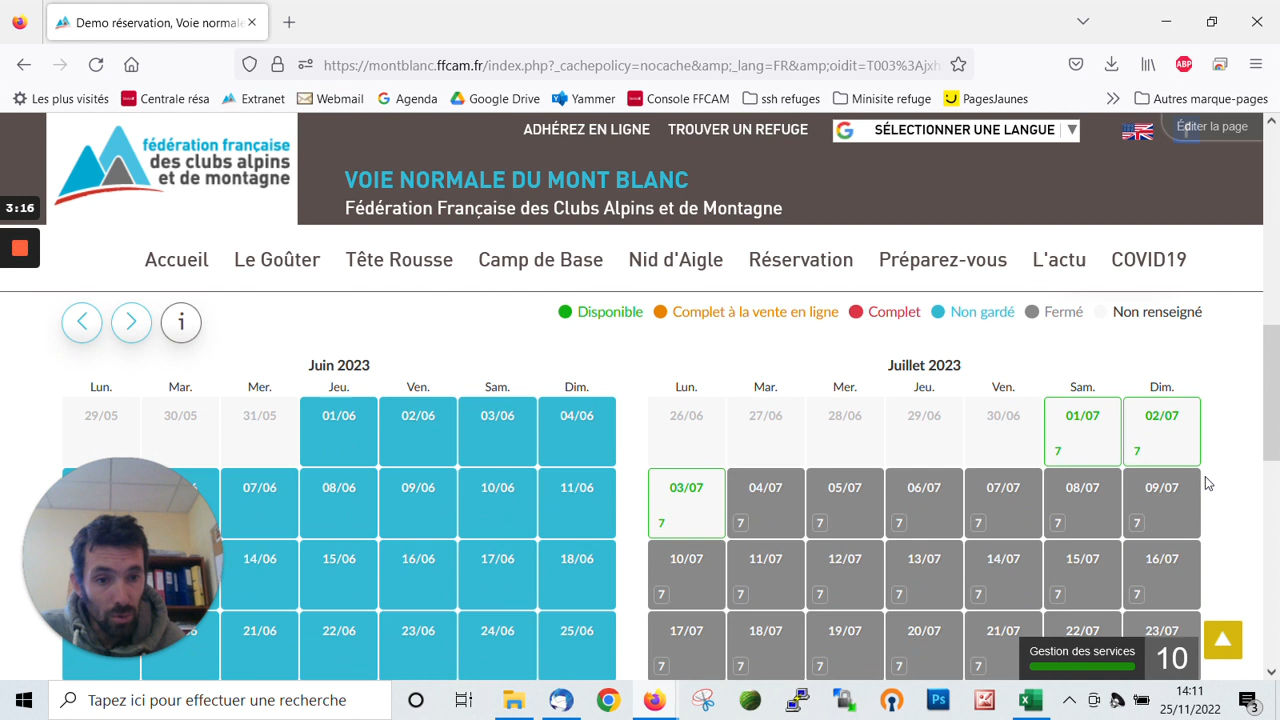 Demo réservation, Voie normale
https://montblanc.ffcam.fr/index.php?_cachepolicy=nocache&amp;_lang=FR&amp;oidit=T003%3Ajxh
Les plus visités Centrale résa Extranet Webmail Agenda Google Drive Yammer Console FFCAM ssh refuges Minisite refuge PagesJaunes Autres marque-pages
ADHÉREZ EN LIGNE TROUVER UN REFUGE SÉLECTIONNER UNE LANGUE ▼ Éditer la page
fédération française
des clubs alpins
et de montagne
VOIE NORMALE DU MONT BLANC
Fédération Française des Clubs Alpins et de Montagne
3:16
Accueil Le Goûter Tête Rousse Camp de Base Nid d'Aigle Réservation Préparez-vous L'actu COVID19
Disponible Complet à la vente en ligne Complet Non gardé Fermé Non renseigné
Juin 2023
Lun. Mar. Mer. Jeu. Ven. Sam. Dim.
29/05 30/05 31/05 01/06 02/06 03/06 04/06
07/06 08/06 09/06 10/06 11/06
14/06 15/06 16/06 17/06 18/06
21/06 22/06 23/06 24/06 25/06
Juillet 2023
Lun. Mar. Mer. Jeu. Ven. Sam. Dim.
26/06 27/06 28/06 29/06 30/06 01/07 02/07
7 7
03/07 04/07 05/07 06/07 07/07 08/07 09/07
7 7 7 7 7 7 7
10/07 11/07 12/07 13/07 14/07 15/07 16/07
7 7 7 7 7 7 7
17/07 18/07 19/07 20/07 21/07 22/07 23/07
7 7 7 7
Gestion des services 10
Tapez ici pour effectuer une recherche
14:11
25/11/2022
3